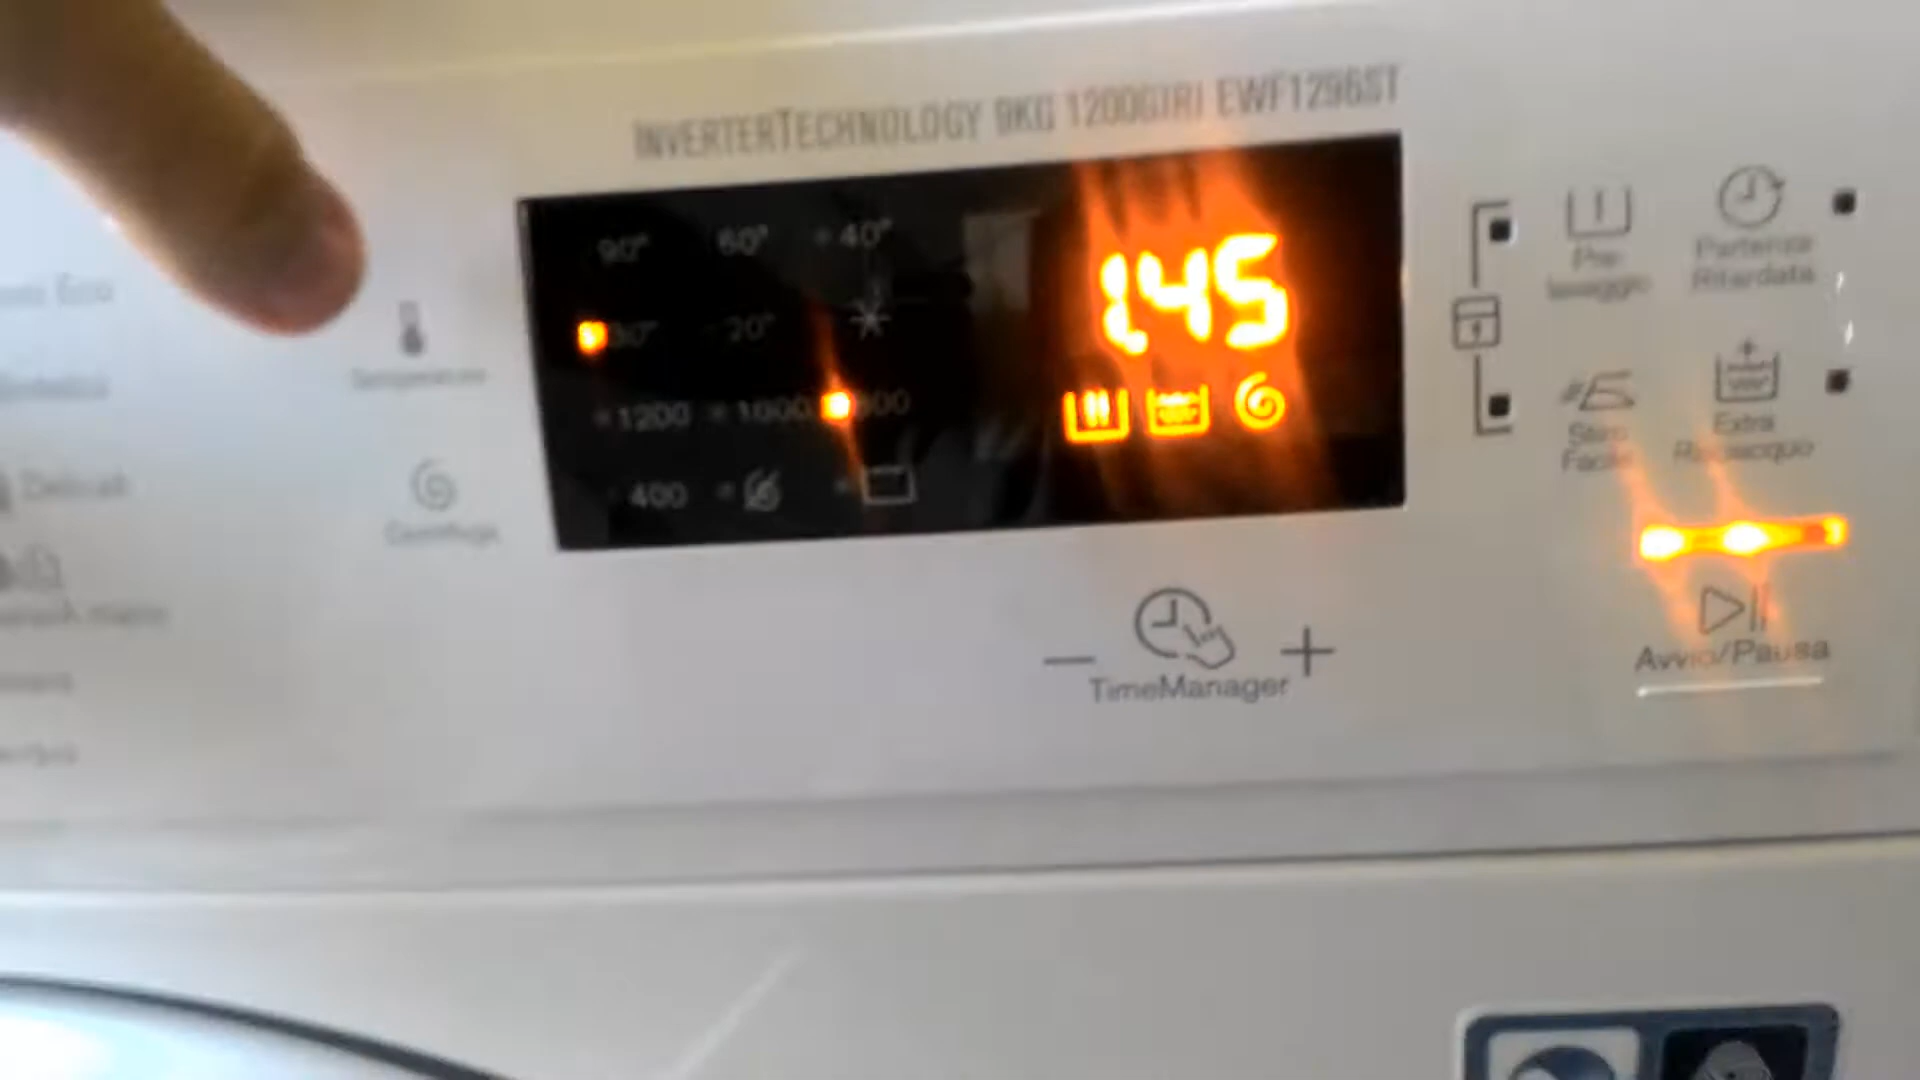 INVERTERTECHNOLOGY 9KG 1200GIRI EWF1296ST
90° 60° 40°
30° 20°
1.45
1200 1000 800
400
Temperatura
Centrifuga
Eco
Delicati
Pre-
lavaggio
Partenza
Ritardata
Stiro
Facile
Extra
Risciacquo
TimeManager
Avvio/Pausa